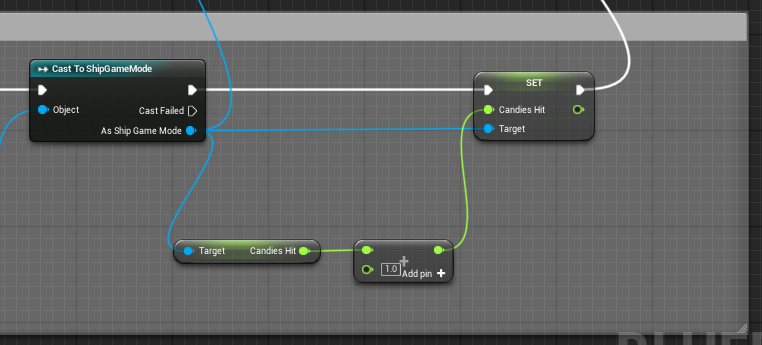 Cast To ShipGameMode
SET
Object
Cast Failed
Candies Hit
As Ship Game Mode
Target
Target
Candies Hit
1.0
Add pin